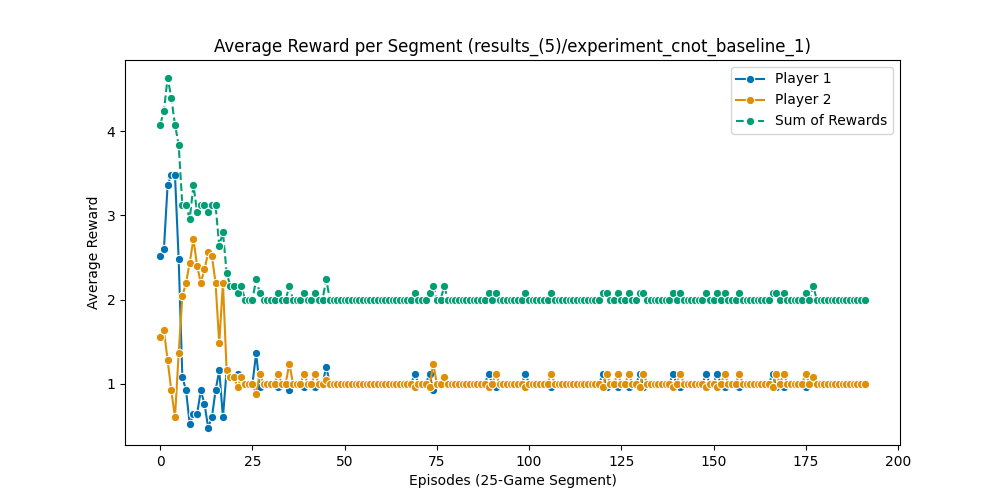 Average Reward per Segment (results_(5)/experiment_cnot_baseline_1)
Player 1
Player 2
Sum of Rewards
Average Reward
4
3
2
1
0
25
50
75
100
125
150
175
200
Episodes (25-Game Segment)